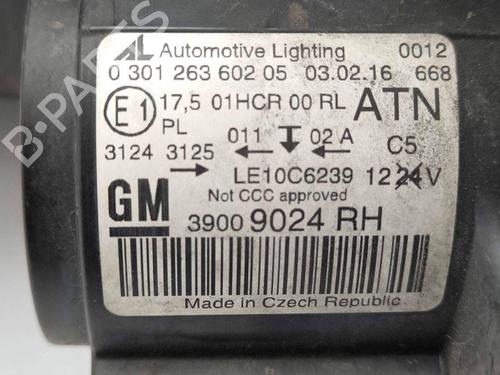 AL Automotive Lighting 0012
0 301 263 602 05 03.02.16 668
E1 17,5 01HCR 00 RL ATN
PL 011 02 A C5
3124 3125
LE10C6239 12 24 V
Not CCC approved
GM 3900 9024 RH
Made in Czech Republic
B-PARTS